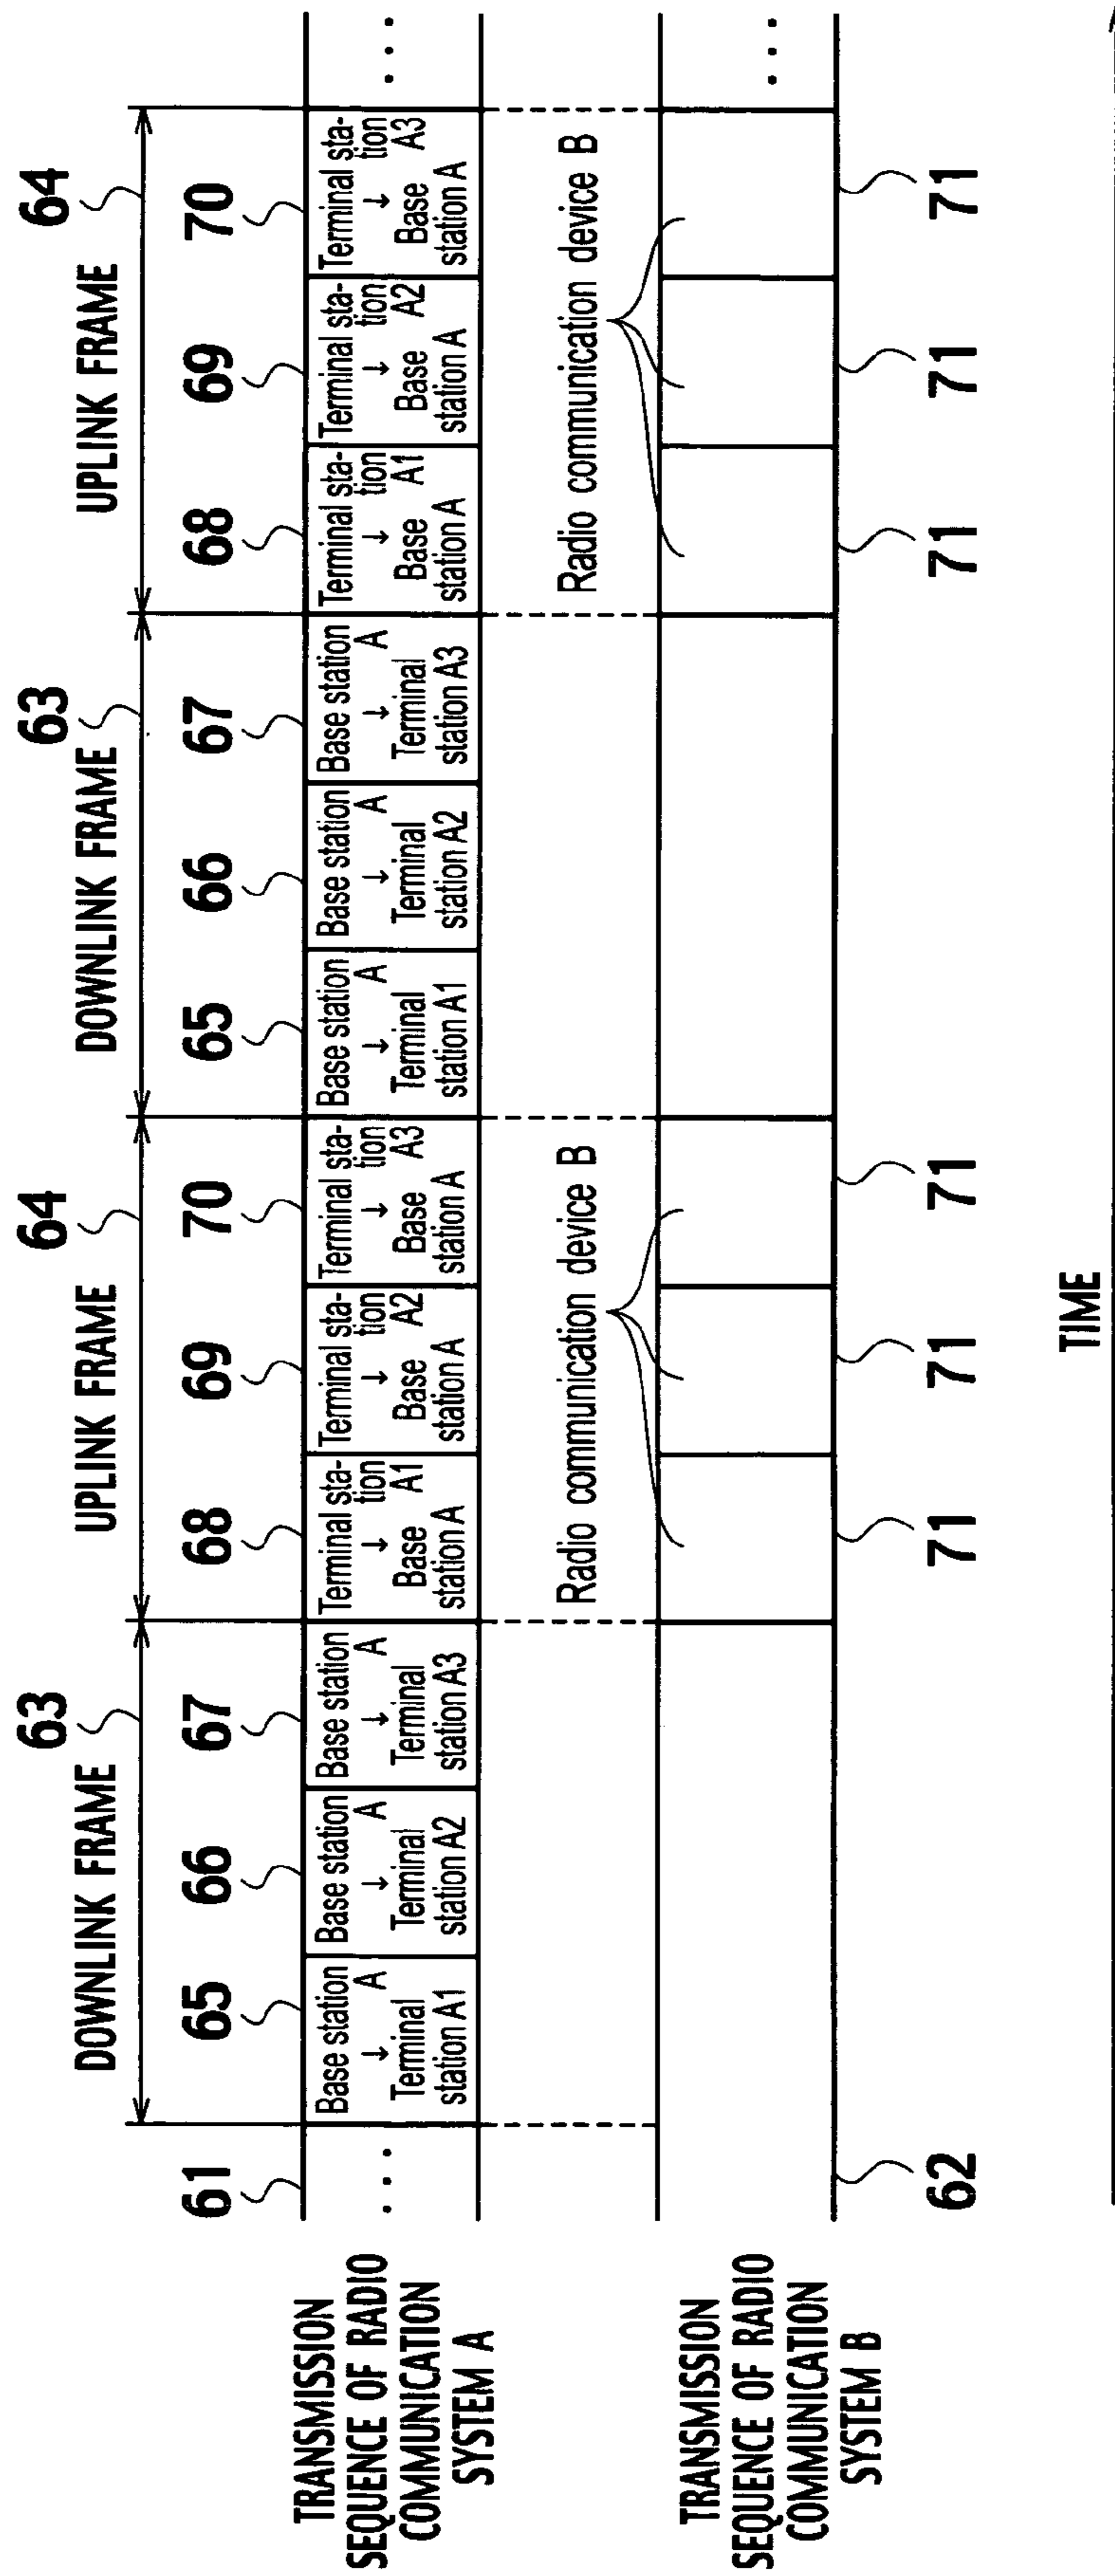 63
64
63
64
DOWNLINK FRAME
UPLINK FRAME
DOWNLINK FRAME
UPLINK FRAME
61
65
66
67
68
69
70
65
66
67
68
69
70
TRANSMISSION
SEQUENCE OF RADIO
COMMUNICATION
SYSTEM A
...
Base station
A
↓
Terminal
station A1
Base station
A
↓
Terminal
station A2
Base station
A
↓
Terminal
station A3
Terminal sta-
tion A1
↓
Base
station A
Terminal sta-
tion A2
↓
Base
station A
Terminal sta-
tion A3
↓
Base
station A
Base station
A
↓
Terminal
station A1
Base station
A
↓
Terminal
station A2
Base station
A
↓
Terminal
station A3
Terminal sta-
tion A1
↓
Base
station A
Terminal sta-
tion A2
↓
Base
station A
Terminal sta-
tion A3
↓
Base
station A
...
Radio communication device B
Radio communication device B
TRANSMISSION
SEQUENCE OF RADIO
COMMUNICATION
SYSTEM B
...
62
71
71
71
71
71
71
TIME